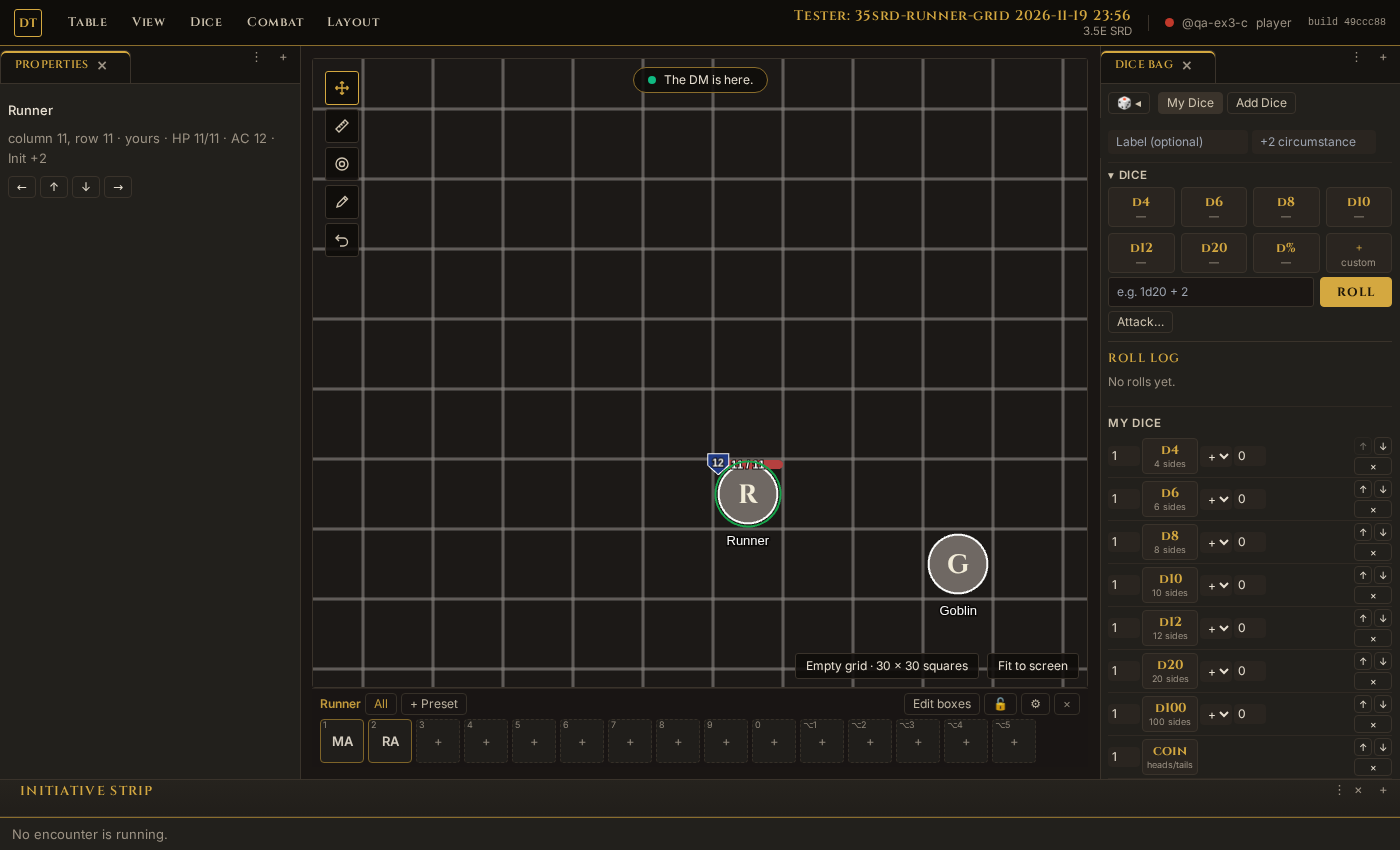 DT
TABLE
VIEW
DICE
COMBAT
LAYOUT
TESTER: 35SRD-RUNNER-GRID 2026-11-19 23:56
3.5E SRD
@qa-ex3-c player
build 49ccc88
PROPERTIES ×
Runner
column 11, row 11 · yours · HP 11/11 · AC 12 ·
Init +2
The DM is here.
12
11 / 11
R
Runner
G
Goblin
Empty grid · 30 × 30 squares
Fit to screen
Runner
All
+ Preset
Edit boxes
1
MA
2
RA
3
+
4
+
5
+
6
+
7
+
8
+
9
+
0
+
⌥1
+
⌥2
+
⌥3
+
⌥4
+
⌥5
+
DICE BAG ×
My Dice
Add Dice
Label (optional)
+2 circumstance
▾ DICE
D4
—
D6
—
D8
—
D10
—
D12
—
D20
—
D%
—
+
custom
e.g. 1d20 + 2
ROLL
Attack...
ROLL LOG
No rolls yet.
MY DICE
1 D4 + 0
4 sides
1 D6 + 0
6 sides
1 D8 + 0
8 sides
1 D10 + 0
10 sides
1 D12 + 0
12 sides
1 D20 + 0
20 sides
1 D100 + 0
100 sides
1 COIN
heads/tails
INITIATIVE STRIP
No encounter is running.